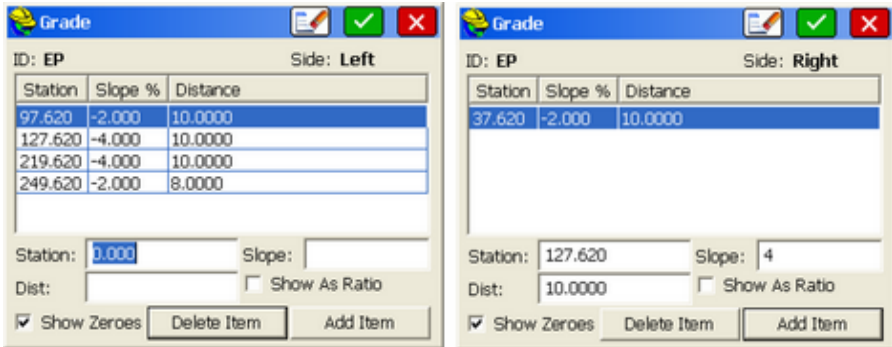 Grade
ID: EP Side: Left
Station Slope % Distance
97.620 -2.000 10.0000
127.620 -4.000 10.0000
219.620 -4.000 10.0000
249.620 -2.000 8.0000
Station: 0.000 Slope:
Dist: Show As Ratio
Show Zeroes Delete Item Add Item
Grade
ID: EP Side: Right
Station Slope % Distance
37.620 -2.000 10.0000
Station: 127.620 Slope: 4
Dist: 10.0000 Show As Ratio
Show Zeroes Delete Item Add Item